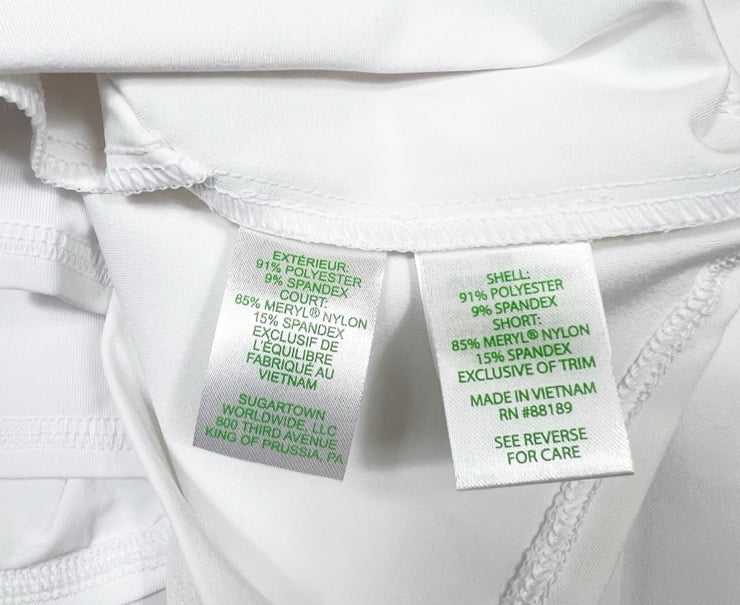 EXTÉRIEUR:
91% POLYESTER
9% SPANDEX
COURT:
85% MERYL® NYLON
15% SPANDEX
EXCLUSIF DE
L'ÉQUILIBRE
FABRIQUÉ AU
VIETNAM
SUGARTOWN
WORLDWIDE, LLC
800 THIRD AVENUE
KING OF PRUSSIA, PA
SHELL:
91% POLYESTER
9% SPANDEX
SHORT:
85% MERYL® NYLON
15% SPANDEX
EXCLUSIVE OF TRIM
MADE IN VIETNAM
RN #88189
SEE REVERSE
FOR CARE